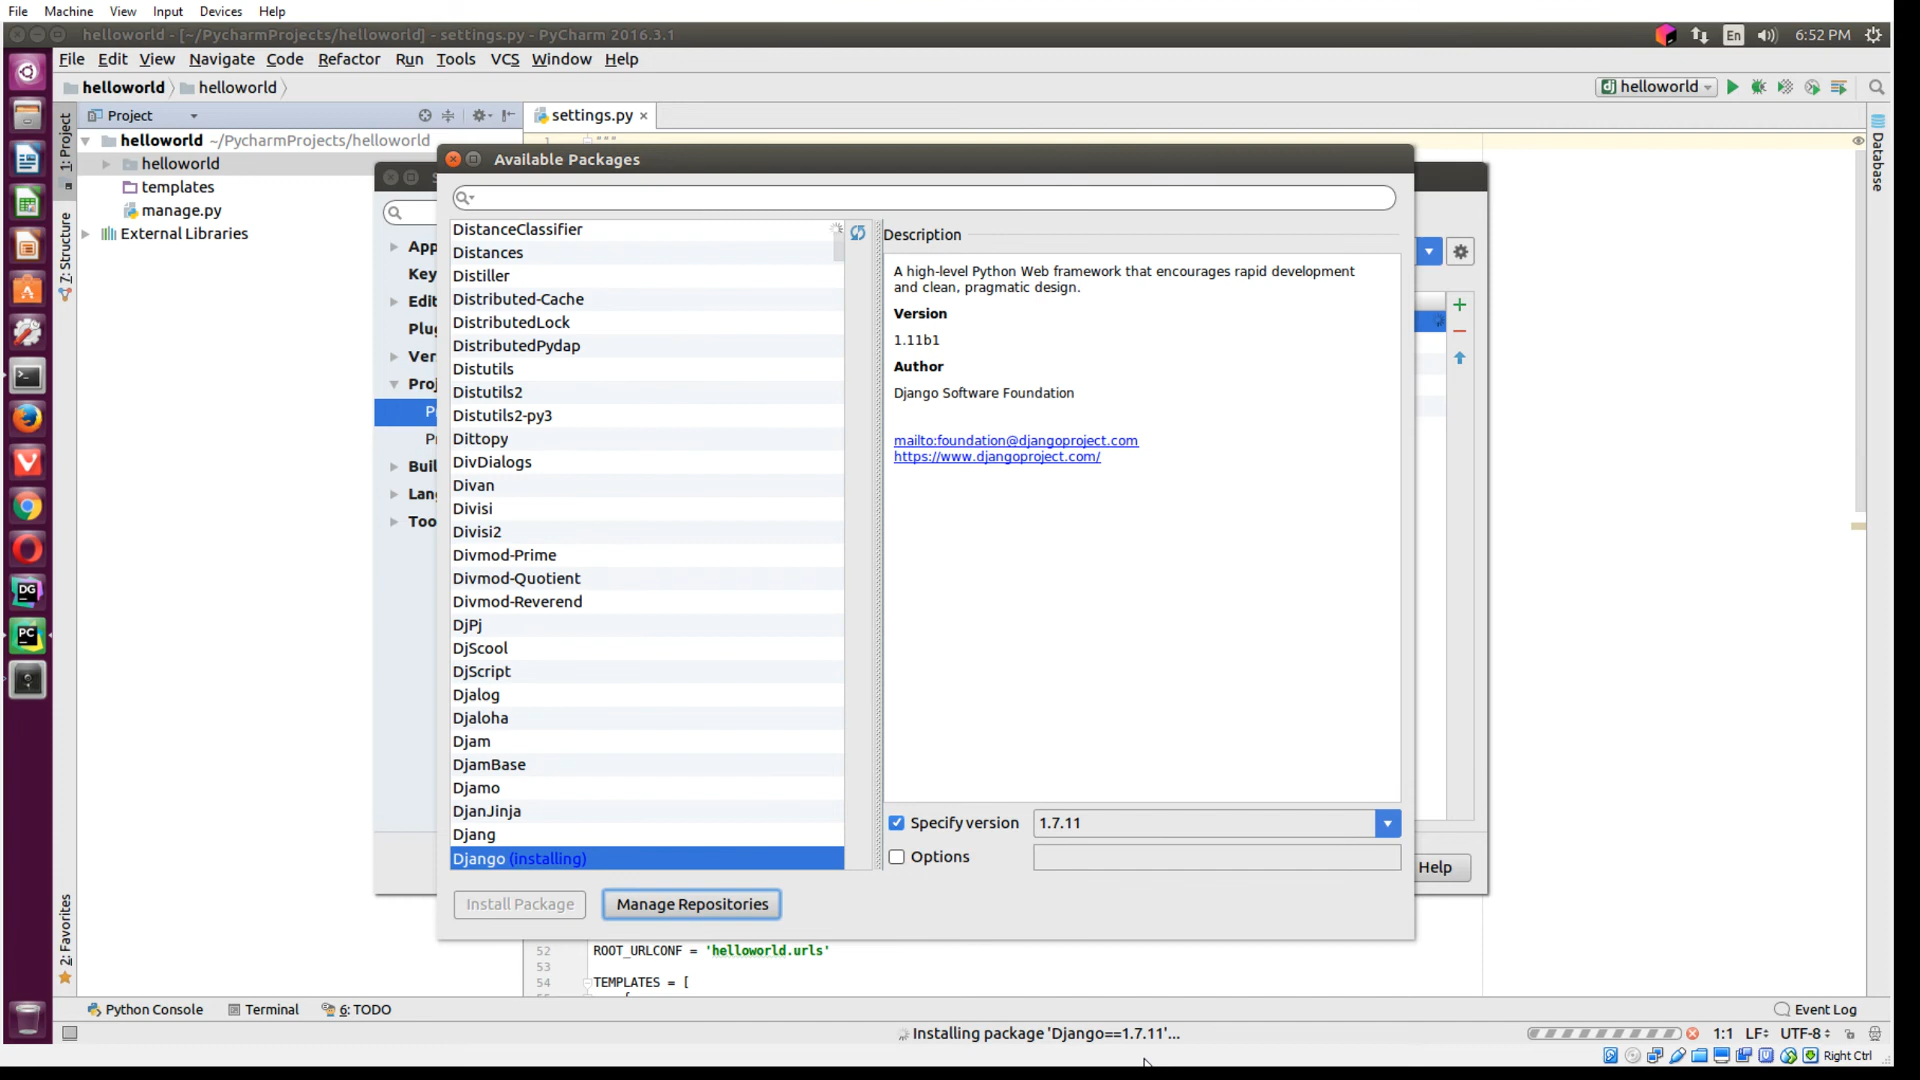 File Machine View Input Devices Help
helloworld - [~/PycharmProjects/helloworld] - settings.py - PyCharm 2016.3.1
En 6:52 PM
File Edit View Navigate Code Refactor Run Tools VCS Window Help
helloworld helloworld
dj helloworld
Project
settings.py
1: Project
7: Structure
2: Favorites
Database
helloworld ~/PycharmProjects/helloworld
helloworld
templates
manage.py
External Libraries
1 """
Available Packages
App
Key
Edit
Plug
Ver
Proj
Buil
Lang
Too
DistanceClassifier
Distances
Distiller
Distributed-Cache
DistributedLock
DistributedPydap
Distutils
Distutils2
Distutils2-py3
Dittopy
DivDialogs
Divan
Divisi
Divisi2
Divmod-Prime
Divmod-Quotient
Divmod-Reverend
DjPj
DjScool
DjScript
Djalog
Djaloha
Djam
DjamBase
Djamo
DjanJinja
Djang
Django (installing)
Description
A high-level Python Web framework that encourages rapid development
and clean, pragmatic design.
Version
1.11b1
Author
Django Software Foundation
mailto:foundation@djangoproject.com
https://www.djangoproject.com/
Specify version 1.7.11
Options
Install Package Manage Repositories
Help
DG
PC
52 ROOT_URLCONF = 'helloworld.urls'
53
54 TEMPLATES = [
Python Console Terminal 6: TODO Event Log
Installing package 'Django==1.7.11'... 1:1 LF UTF-8
Right Ctrl